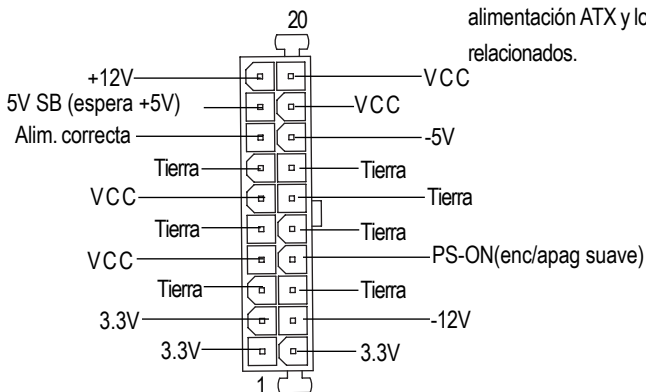 alimentación ATX y lo
relacionados.
20
+12V
VCC
5V SB (espera +5V)
VCC
Alim. correcta
-5V
Tierra
Tierra
VCC
Tierra
Tierra
Tierra
VCC
PS-ON(enc/apag suave)
Tierra
Tierra
3.3V
-12V
3.3V
3.3V
1